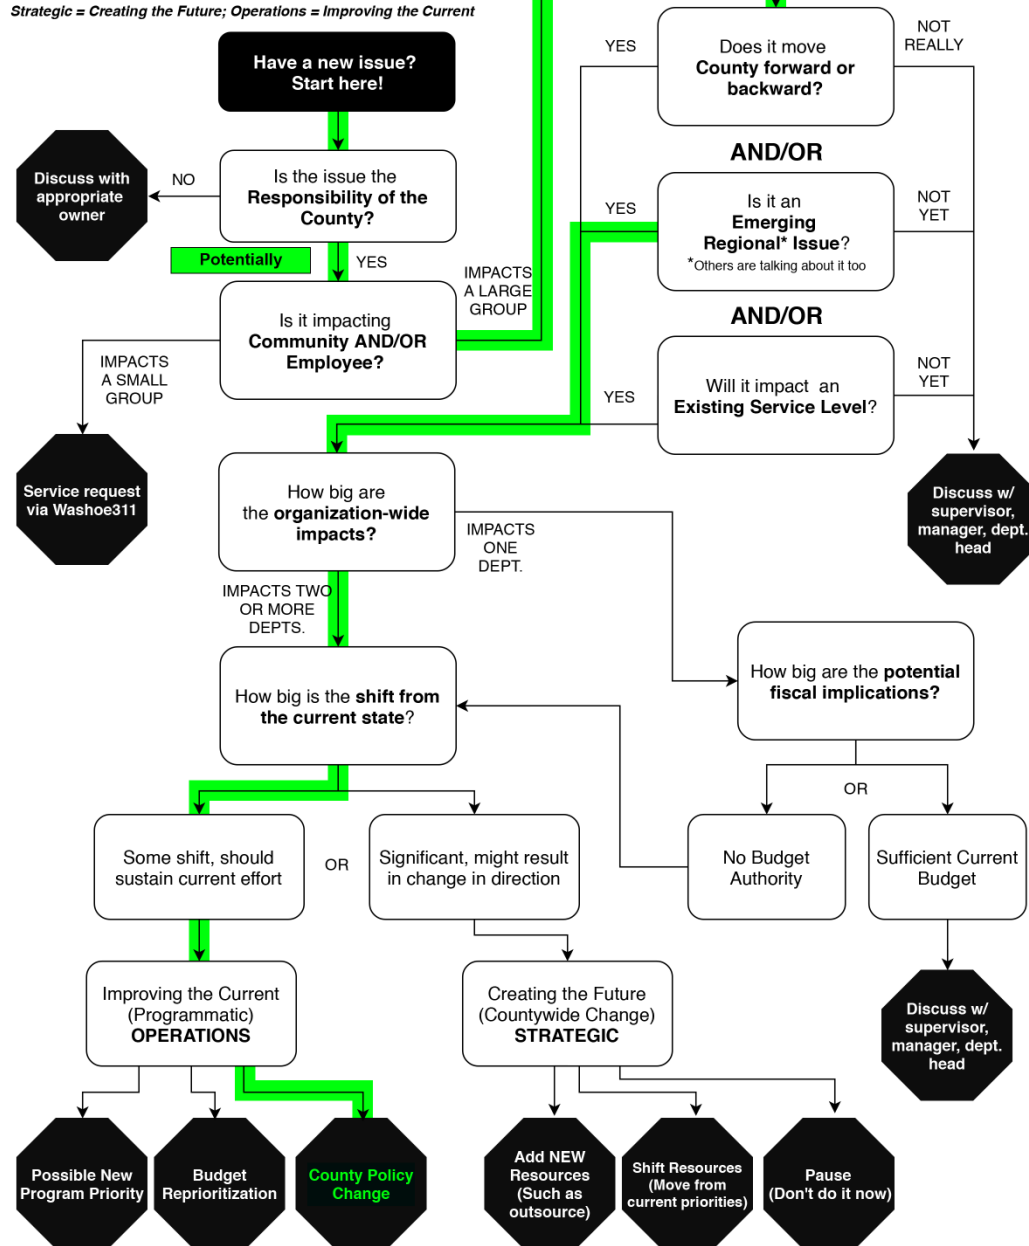 Strategic = Creating the Future; Operations = Improving the Current
Have a new issue?
Start here!
Is the issue the
Responsibility of the
County?
NO
Discuss with
appropriate
owner
Potentially
YES
Is it impacting
Community AND/OR
Employee?
IMPACTS
A LARGE
GROUP
IMPACTS
A SMALL
GROUP
Service request
via Washoe311
Does it move
County forward or
backward?
YES
NOT
REALLY
AND/OR
Is it an
Emerging
Regional* Issue?
*Others are talking about it too
YES
NOT
YET
AND/OR
Will it impact an
Existing Service Level?
YES
NOT
YET
Discuss w/
supervisor,
manager, dept.
head
How big are
the organization-wide
impacts?
IMPACTS
ONE
DEPT.
IMPACTS TWO
OR MORE
DEPTS.
How big is the shift from
the current state?
How big are the potential
fiscal implications?
OR
No Budget
Authority
Sufficient Current
Budget
Discuss w/
supervisor,
manager, dept.
head
Some shift, should
sustain current effort
OR
Significant, might result
in change in direction
Improving the Current
(Programmatic)
OPERATIONS
Creating the Future
(Countywide Change)
STRATEGIC
Possible New
Program Priority
Budget
Reprioritization
County Policy
Change
Add NEW
Resources
(Such as
outsource)
Shift Resources
(Move from
current priorities)
Pause
(Don't do it now)